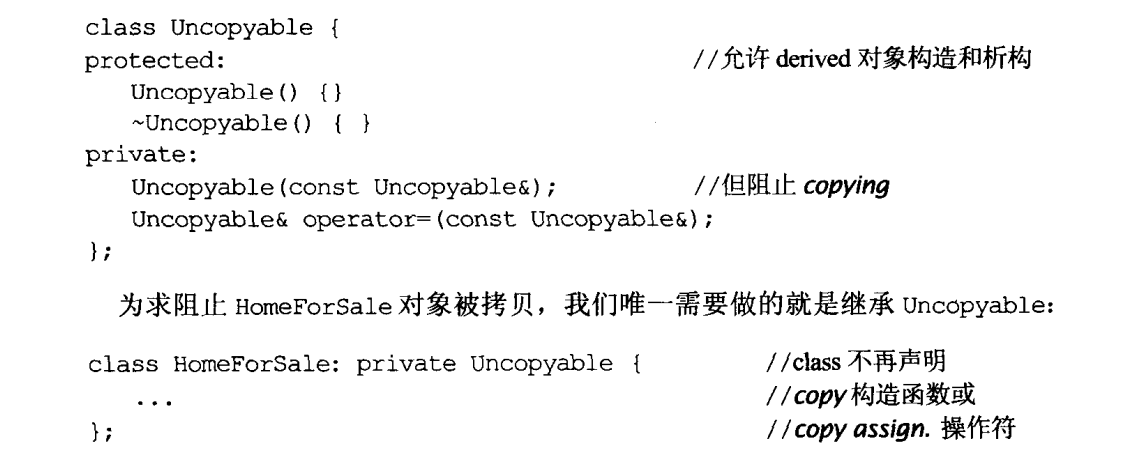 class Uncopyable {
protected: //允许 derived 对象构造和析构
Uncopyable() {}
~Uncopyable() { }
private:
Uncopyable(const Uncopyable&); //但阻止 copying
Uncopyable& operator=(const Uncopyable&);
};
为求阻止 HomeForSale 对象被拷贝，我们唯一需要做的就是继承 Uncopyable:
class HomeForSale: private Uncopyable { //class 不再声明
... //copy 构造函数或
}; //copy assign. 操作符